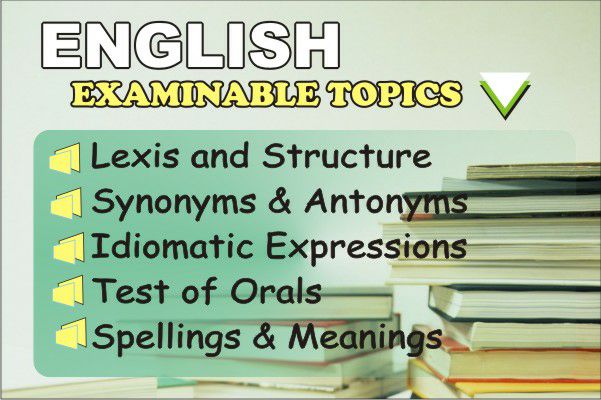 ENGLISH
EXAMINABLE TOPICS
Lexis and Structure
Synonyms & Antonyms
Idiomatic Expressions
Test of Orals
Spellings & Meanings